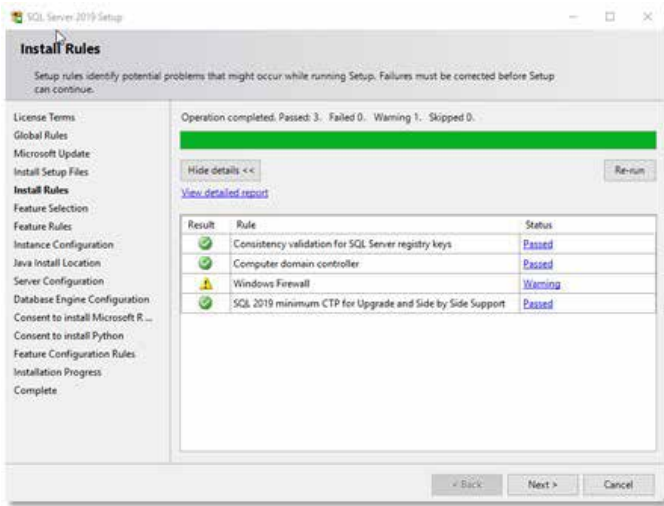 SQL Server 2019 Setup
Install Rules
Setup rules identify potential problems that might occur while running Setup. Failures must be corrected before Setup
can continue.
License Terms
Global Rules
Microsoft Update
Install Setup Files
Install Rules
Feature Selection
Feature Rules
Instance Configuration
Java Install Location
Server Configuration
Database Engine Configuration
Consent to install Microsoft R ...
Consent to install Python
Feature Configuration Rules
Installation Progress
Complete
Operation completed. Passed: 3. Failed 0. Warning 1. Skipped 0.
Hide details <<
Re-run
View detailed report
Result Rule Status
Consistency validation for SQL Server registry keys Passed
Computer domain controller Passed
Windows Firewall Warning
SQL 2019 minimum CTP for Upgrade and Side by Side Support Passed
< Back Next > Cancel